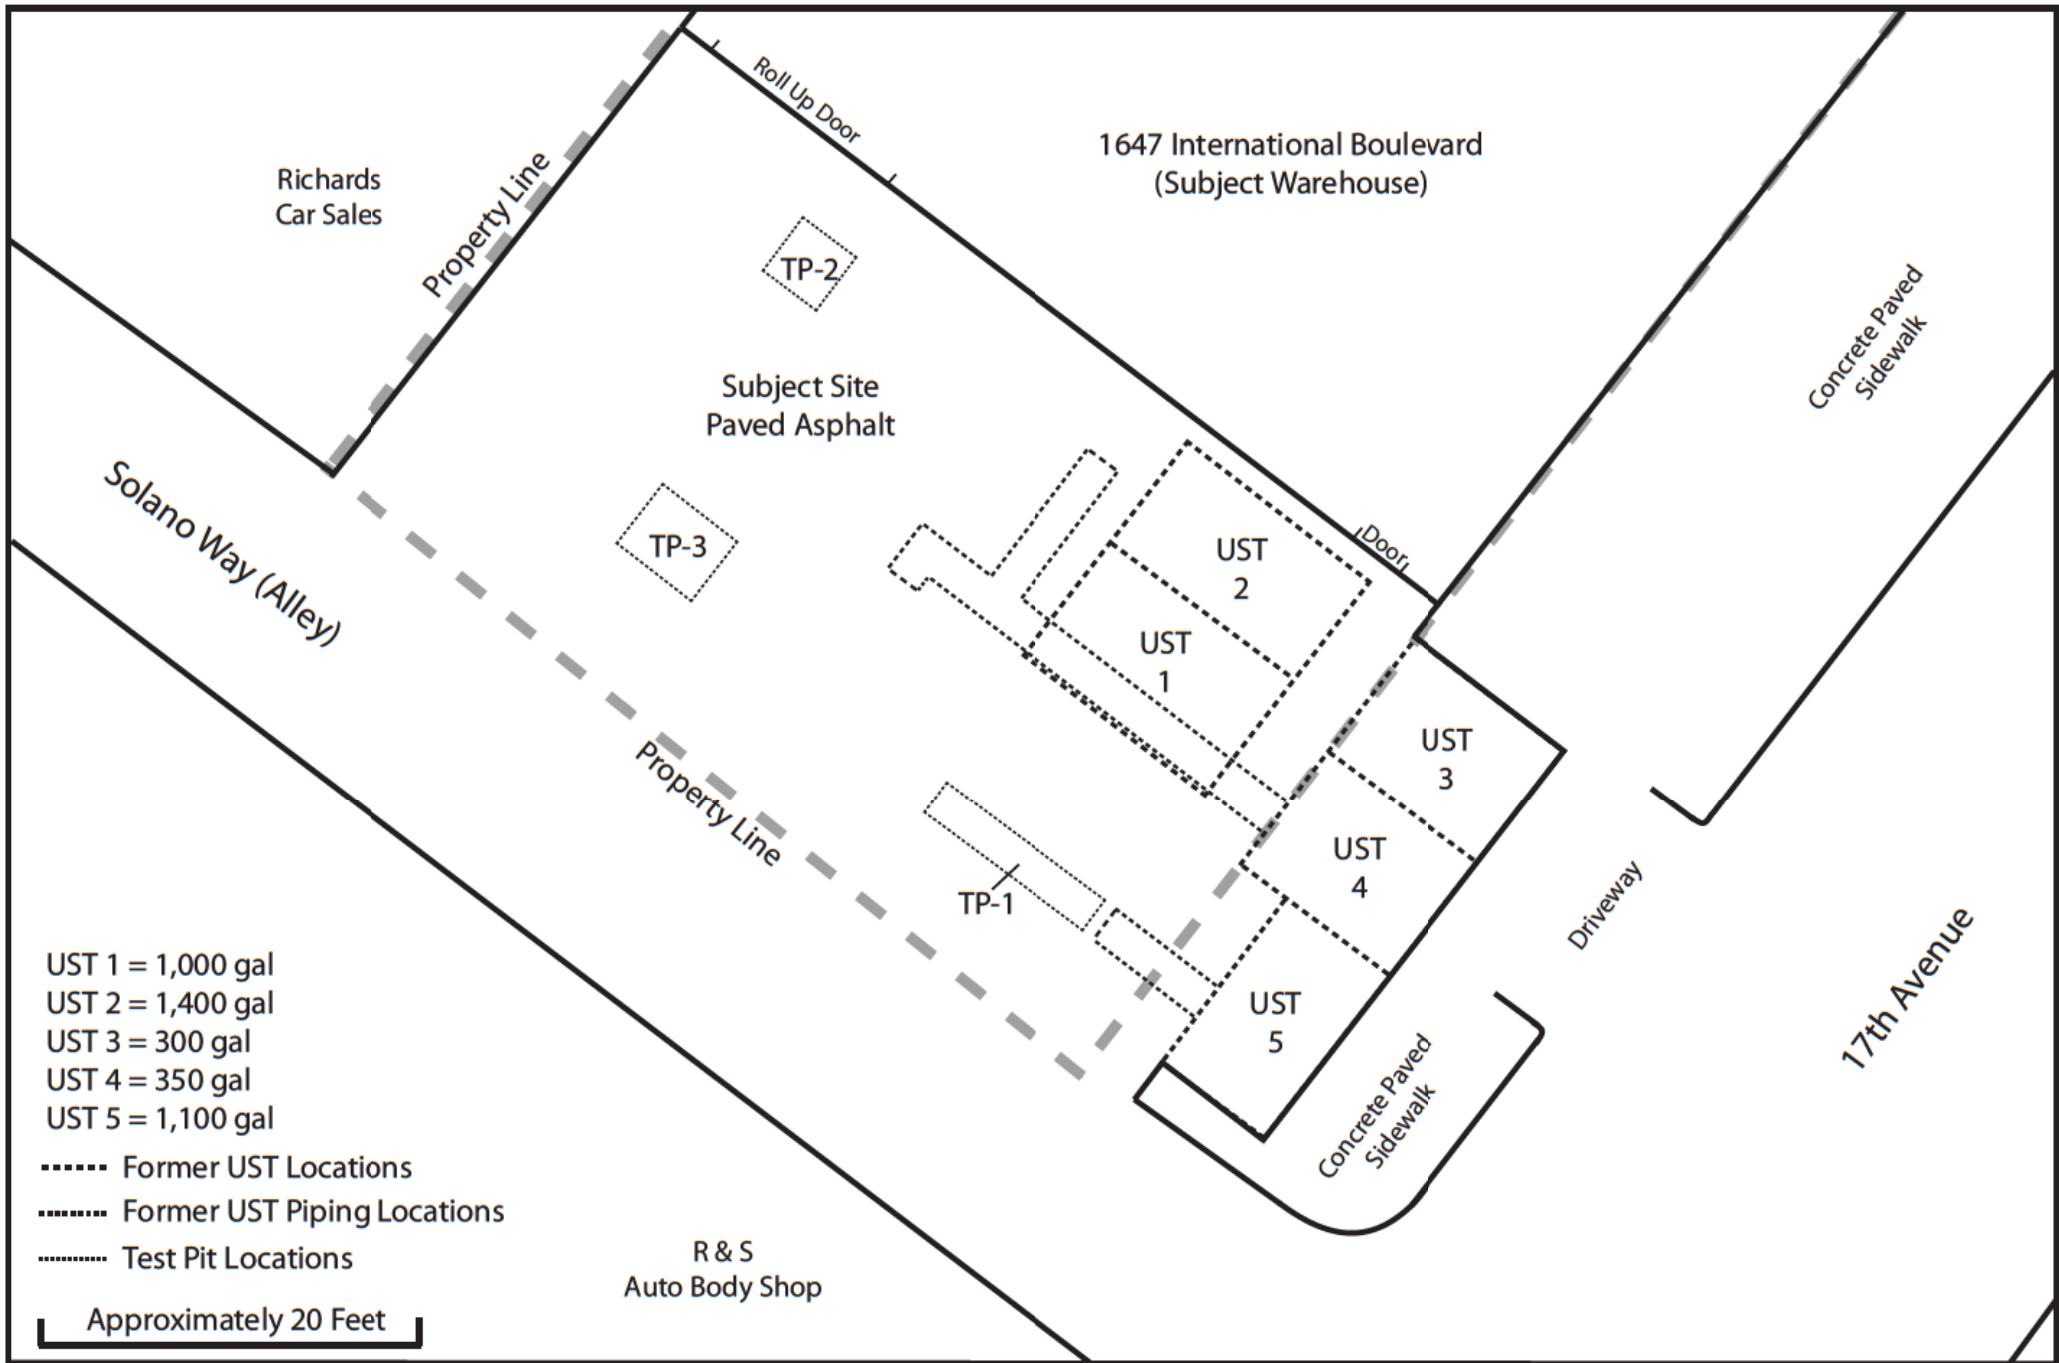 Roll Up Door
1647 International Boulevard
(Subject Warehouse)
Richards
Car Sales
Property Line
TP-2
Concrete Paved
Sidewalk
Subject Site
Paved Asphalt
Solano Way (Alley)
TP-3
UST
2
Door
UST
1
UST
3
Property Line
UST
4
TP-1
Driveway
17th Avenue
UST
5
Concrete Paved
Sidewalk
UST 1 = 1,000 gal
UST 2 = 1,400 gal
UST 3 = 300 gal
UST 4 = 350 gal
UST 5 = 1,100 gal
Former UST Locations
Former UST Piping Locations
Test Pit Locations
Approximately 20 Feet
R & S
Auto Body Shop